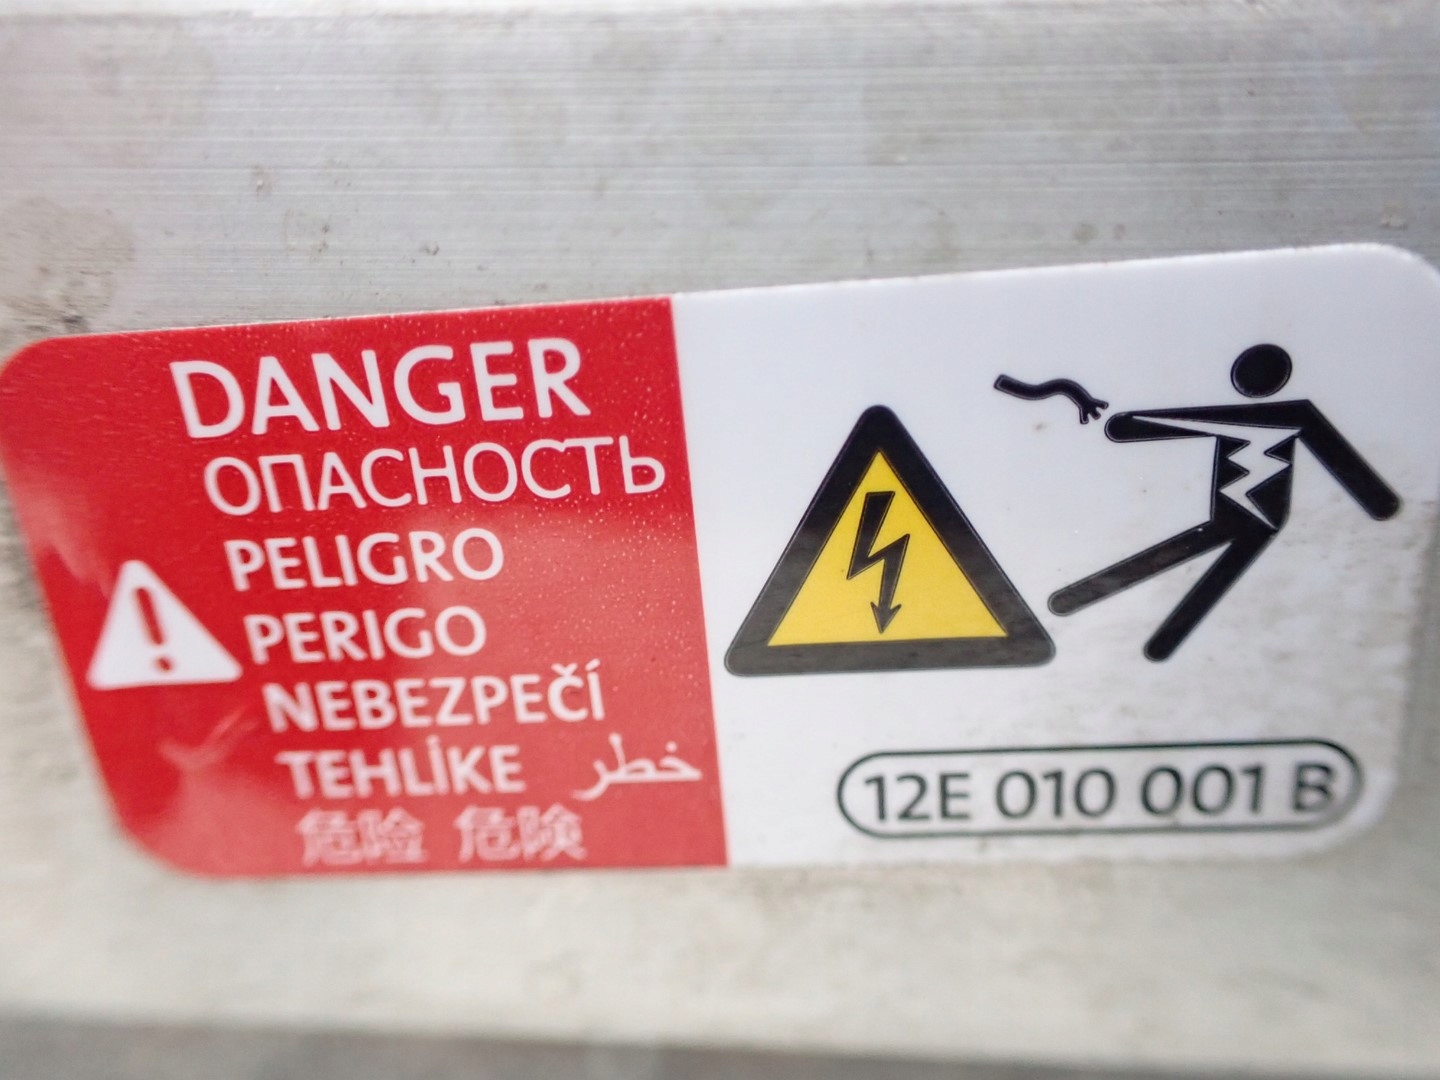 DANGER
ОПАСНОСТЬ
PELIGRO
PERIGO
NEBEZPEČÍ
TEHLİKE خطر
危险 危険
12E 010 001 B